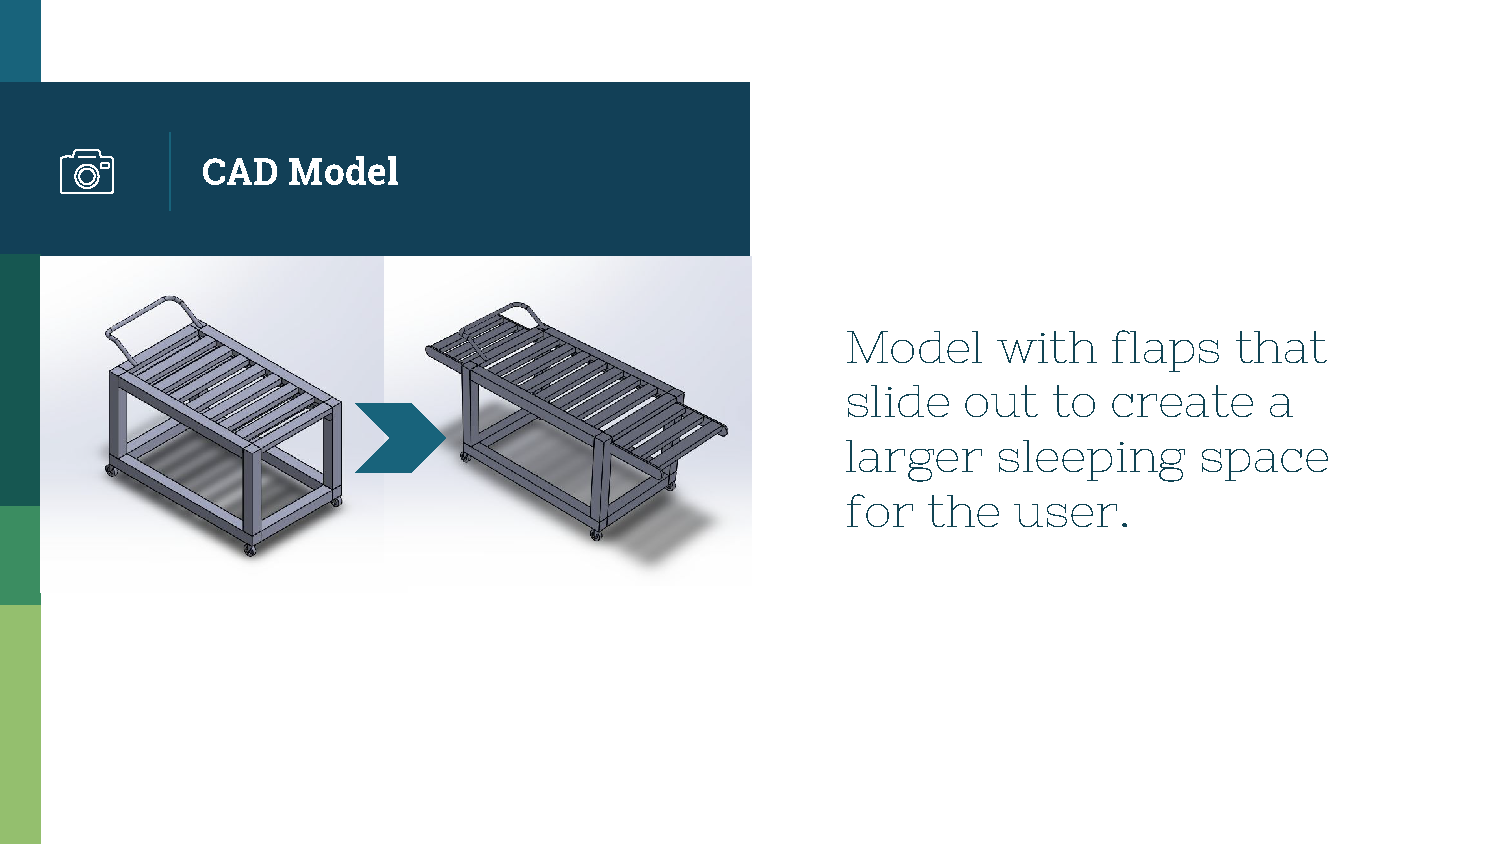 CAD Model
Model with flaps that
slide out to create a
larger sleeping space
for the user.